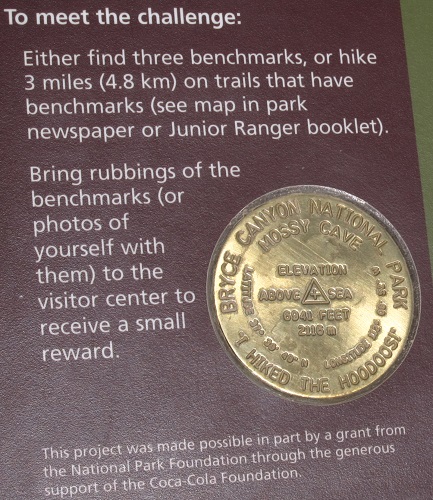 To meet the challenge:
Either find three benchmarks, or hike
3 miles (4.8 km) on trails that have
benchmarks (see map in park
newspaper or Junior Ranger booklet).
Bring rubbings of the
benchmarks (or
photos of
yourself with
them) to the
visitor center to
receive a small
reward.
BRYCE CANYON NATIONAL PARK
MOSSY CAVE
ELEVATION
ABOVE SEA
FEET
2116 m
LATITUDE
LONGITUDE
"I HIKED THE HOODOOS!"
This project was made possible in part by a grant from
the National Park Foundation through the generous
support of the Coca-Cola Foundation.